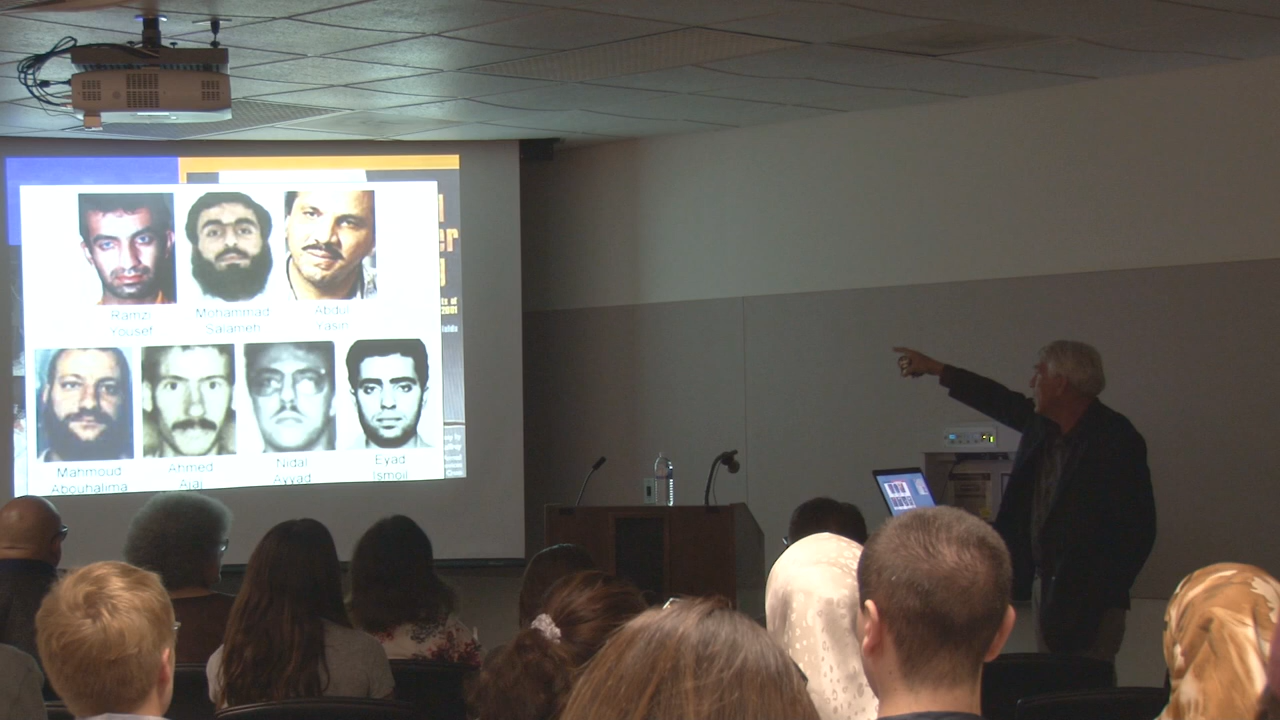 Ramzi
Yousef
Mohammad
Salameh
Abdul
Yasin
Mahmoud
Abouhalima
Ahmed
Ajaj
Nidal
Ayyad
Eyad
Ismoil